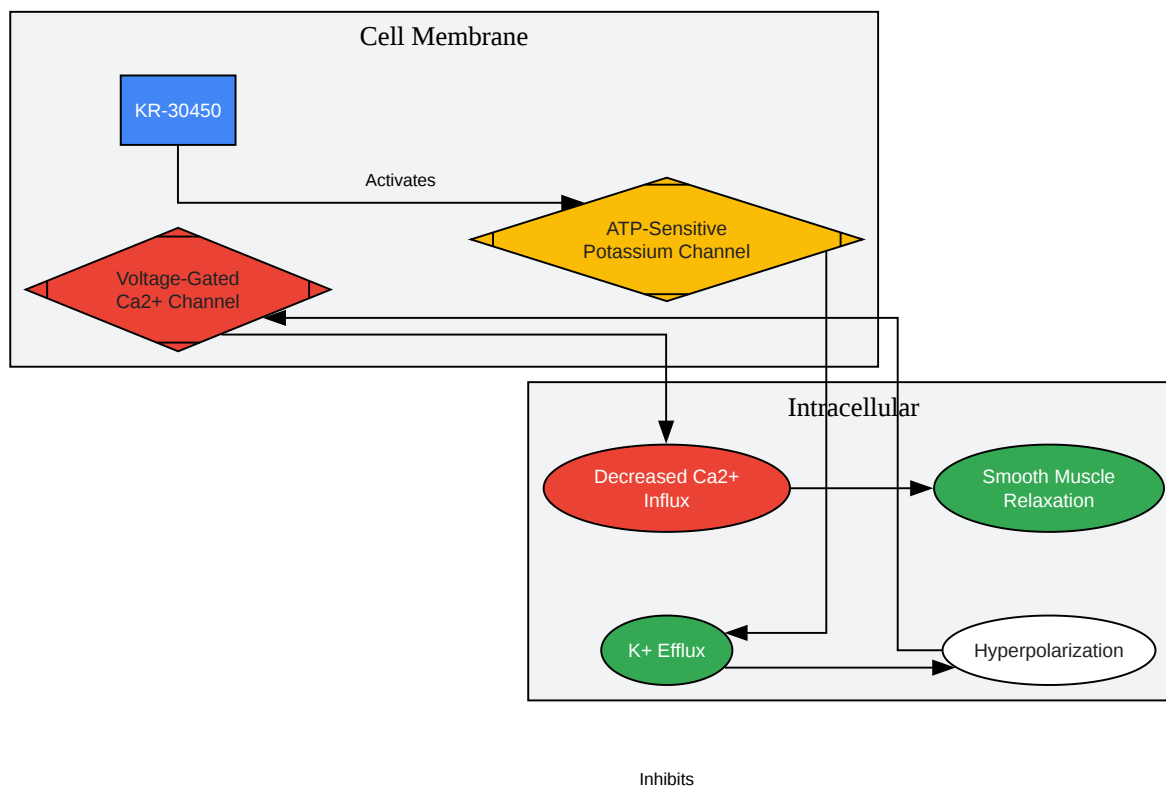 Cell Membrane
KR-30450
Activates
ATP-Sensitive
Potassium Channel
Voltage-Gated
Ca2+ Channel
Intracellular
Decreased Ca2+
Influx
Smooth Muscle
Relaxation
K+ Efflux
Hyperpolarization
Inhibits